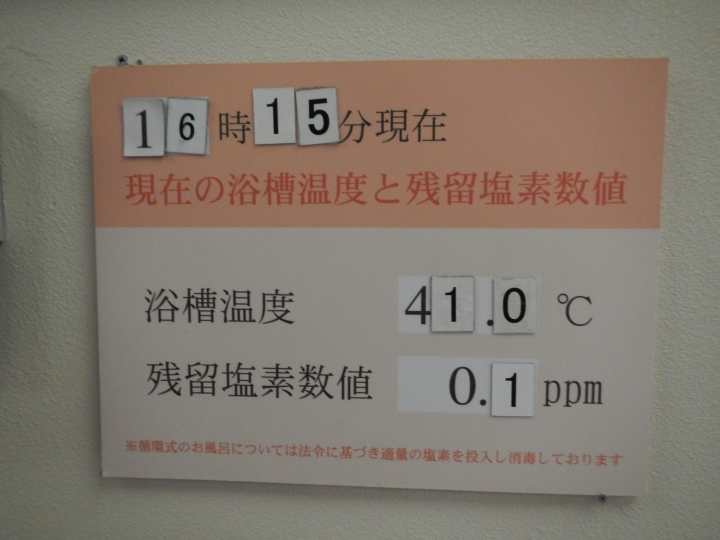 16時15分現在
現在の浴槽温度と残留塩素数値
浴槽温度 41.0 ℃
残留塩素数値 0.1 ppm
※循環式のお風呂については法令に基づき適量の塩素を投入し消毒しております